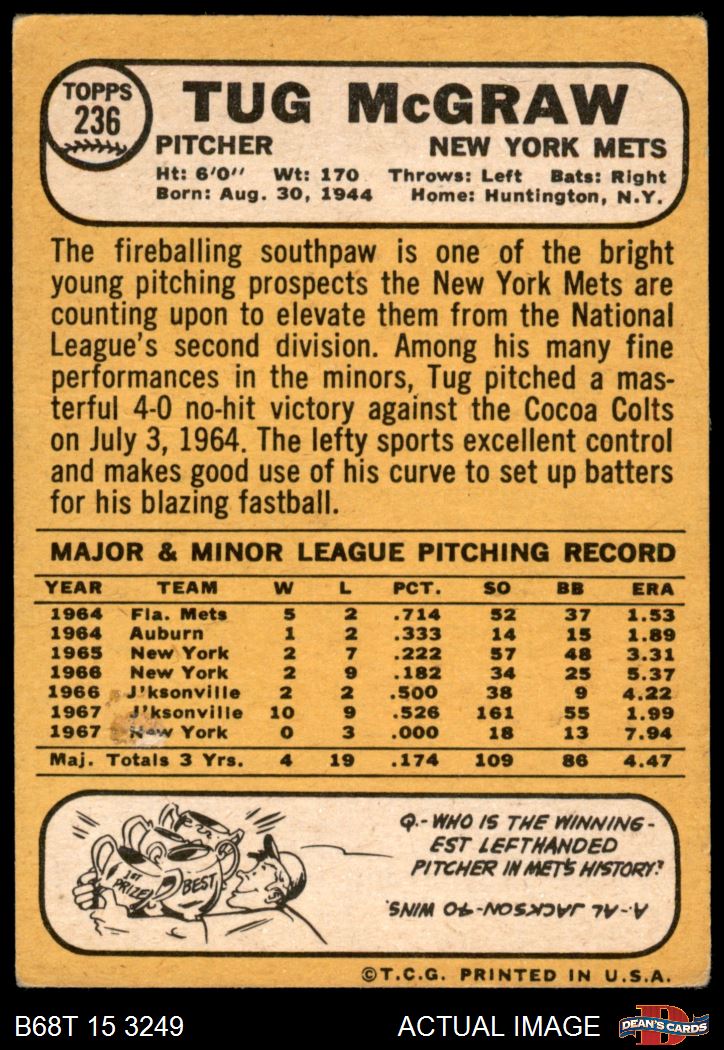 TOPPS
236
TUG McGRAW
PITCHER NEW YORK METS
Ht: 6'0" Wt: 170 Throws: Left Bats: Right
Born: Aug. 30, 1944 Home: Huntington, N.Y.
The fireballing southpaw is one of the bright
young pitching prospects the New York Mets are
counting upon to elevate them from the National
League's second division. Among his many fine
performances in the minors, Tug pitched a mas-
terful 4-0 no-hit victory against the Cocoa Colts
on July 3, 1964. The lefty sports excellent control
and makes good use of his curve to set up batters
for his blazing fastball.
MAJOR & MINOR LEAGUE PITCHING RECORD
YEAR TEAM W L PCT. SO BB ERA
1964 Fla. Mets 5 2 .714 52 37 1.53
1964 Auburn 1 2 .333 14 15 1.89
1965 New York 2 7 .222 57 48 3.31
1966 New York 2 9 .182 34 25 5.37
1966 J'ksonville 2 2 .500 38 9 4.22
1967 J'ksonville 10 9 .526 161 55 1.99
1967 New York 0 3 .000 18 13 7.94
Maj. Totals 3 Yrs. 4 19 .174 109 86 4.47
1ST PRIZE
BEST
Q.-WHO IS THE WINNING-
EST LEFTHANDED
PITCHER IN MET'S HISTORY?
A.-AL JACKSON-40 WINS.
©T.C.G. PRINTED IN U.S.A.
B68T 15 3249 ACTUAL IMAGE D DEAN'S CARDS